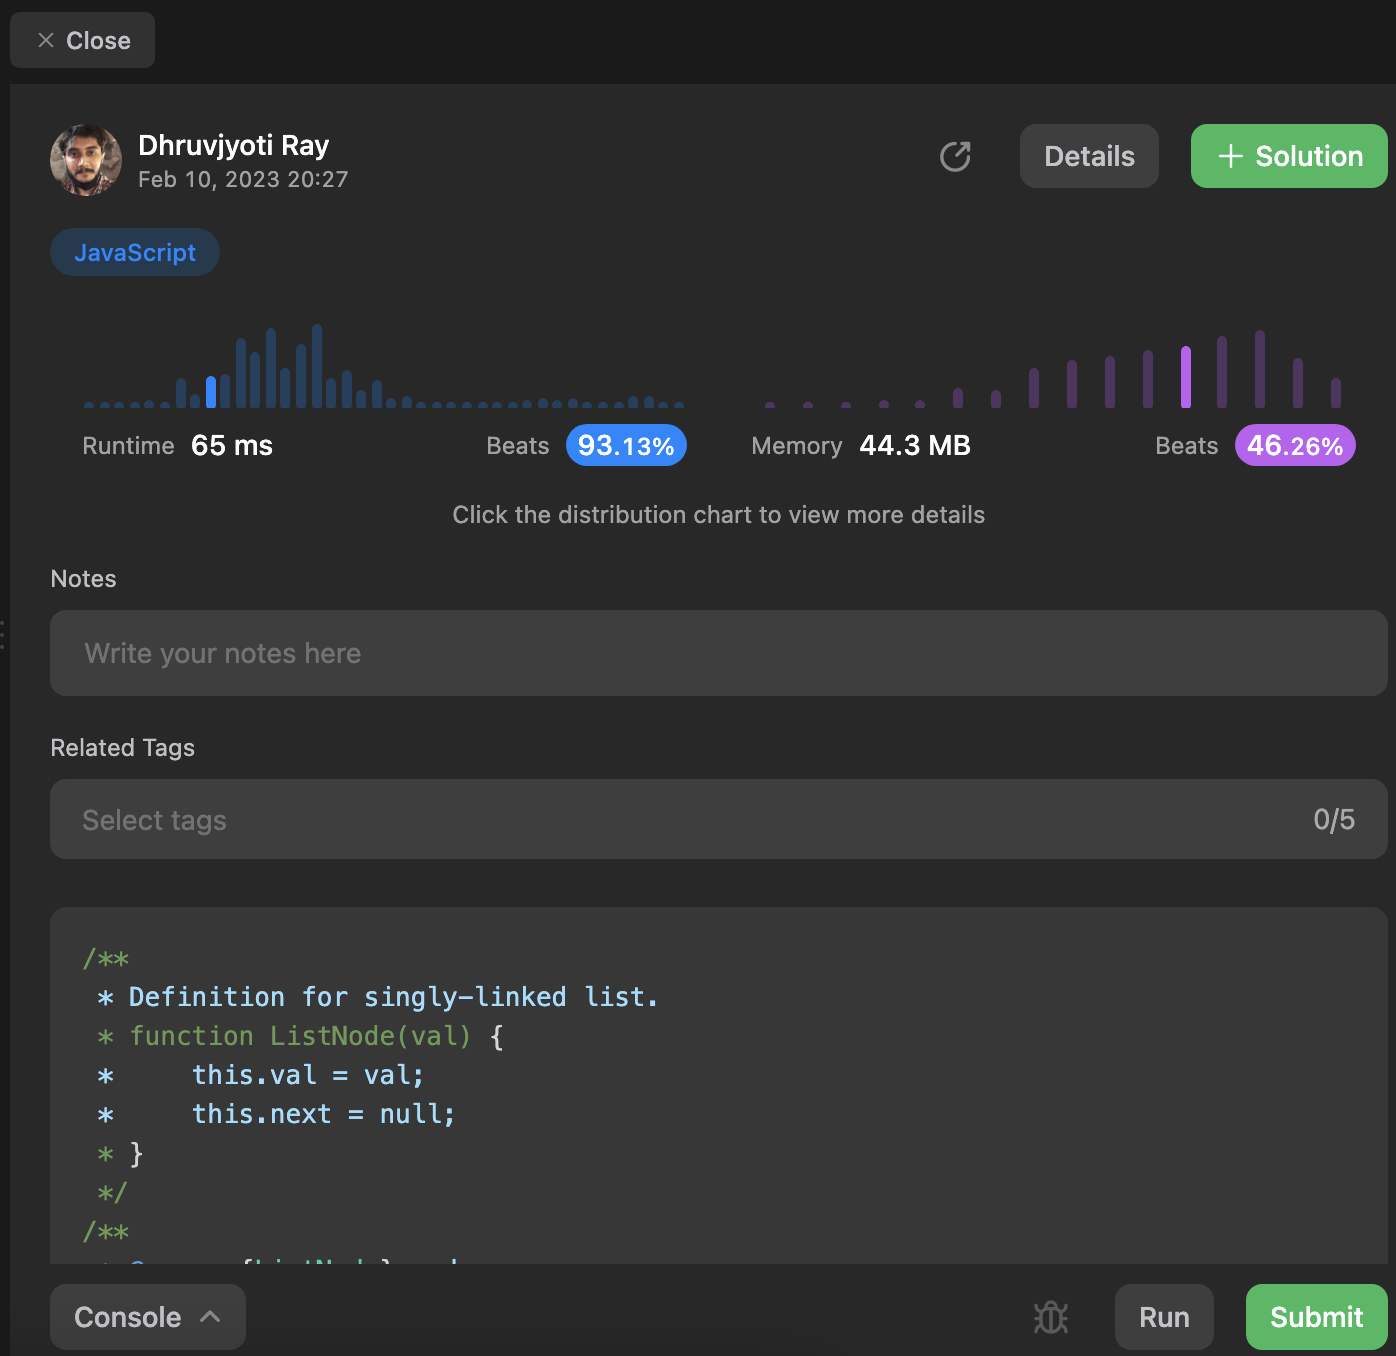 Close
Dhruvjyoti Ray
Feb 10, 2023 20:27
Details
+ Solution
JavaScript
Runtime 65 ms Beats 93.13% Memory 44.3 MB Beats 46.26%
Click the distribution chart to view more details
Notes
Write your notes here
Related Tags
Select tags 0/5
/**
 * Definition for singly-linked list.
 * function ListNode(val) {
 *     this.val = val;
 *     this.next = null;
 * }
 */
/**
Console
Run
Submit